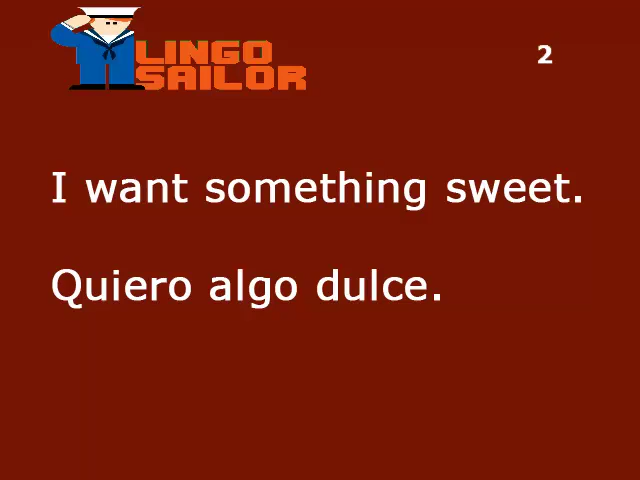 LINGO
SAILOR
2
I want something sweet.
Quiero algo dulce.